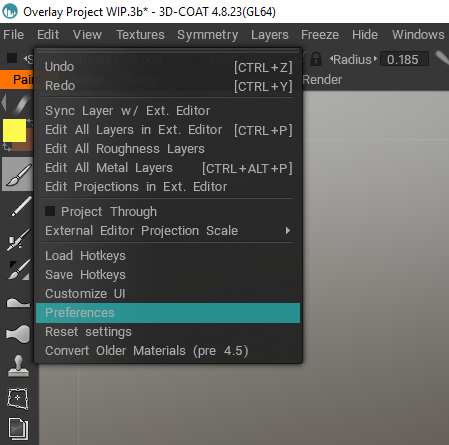 Overlay Project WIP.3b* - 3D-COAT 4.8.23(GL64)
File Edit View Textures Symmetry Layers Freeze Hide Windows
Radius 0.185
Pai Render
Undo [CTRL+Z]
Redo [CTRL+Y]
Sync Layer w/ Ext. Editor
Edit All Layers in Ext. Editor [CTRL+P]
Edit All Roughness Layers
Edit All Metal Layers [CTRL+ALT+P]
Edit Projections in Ext. Editor
Project Through
External Editor Projection Scale
Load Hotkeys
Save Hotkeys
Customize UI
Preferences
Reset settings
Convert Older Materials (pre 4.5)